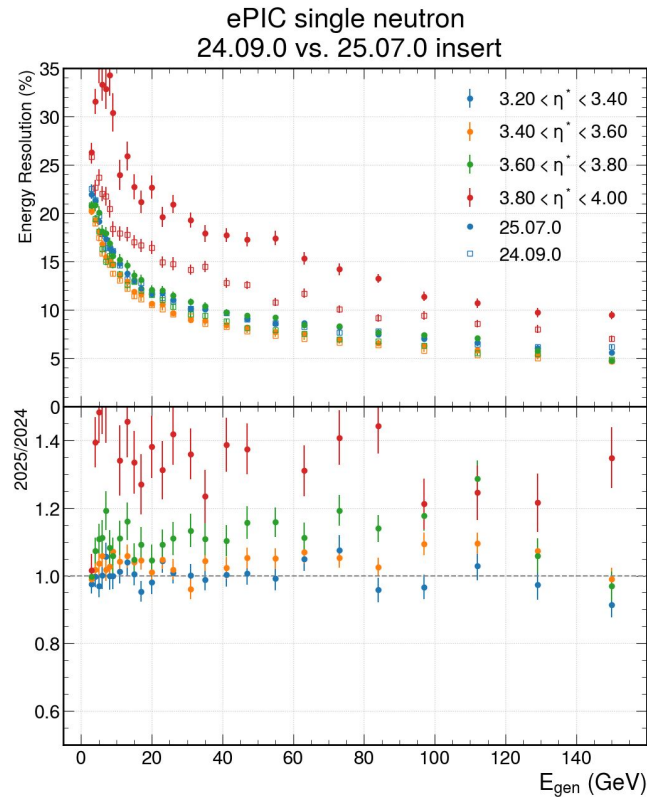 ePIC single neutron
24.09.0 vs. 25.07.0 insert
Energy Resolution (%)
35
30
25
20
15
10
5
0
3.20 < η* < 3.40
3.40 < η* < 3.60
3.60 < η* < 3.80
3.80 < η* < 4.00
25.07.0
24.09.0
2025/2024
0
1.4
1.2
1.0
0.8
0.6
0 20 40 60 80 100 120 140
E_gen (GeV)